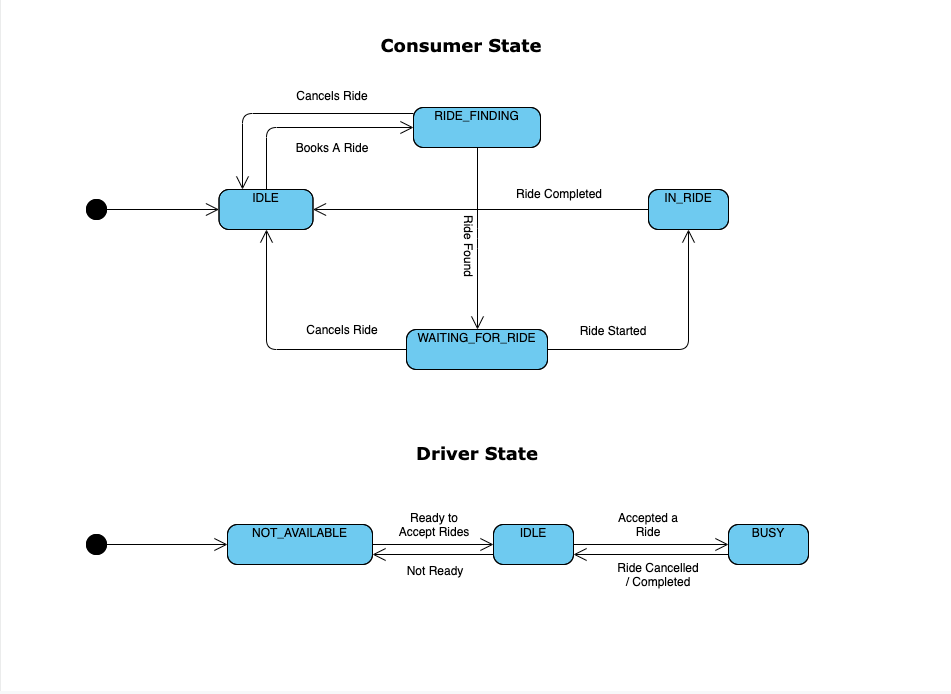 Consumer State
Cancels Ride
RIDE_FINDING
Books A Ride
IDLE
Ride Completed
IN_RIDE
Ride Found
Cancels Ride
WAITING_FOR_RIDE
Ride Started
Driver State
NOT_AVAILABLE
Ready to
Accept Rides
Not Ready
IDLE
Accepted a
Ride
Ride Cancelled
/ Completed
BUSY